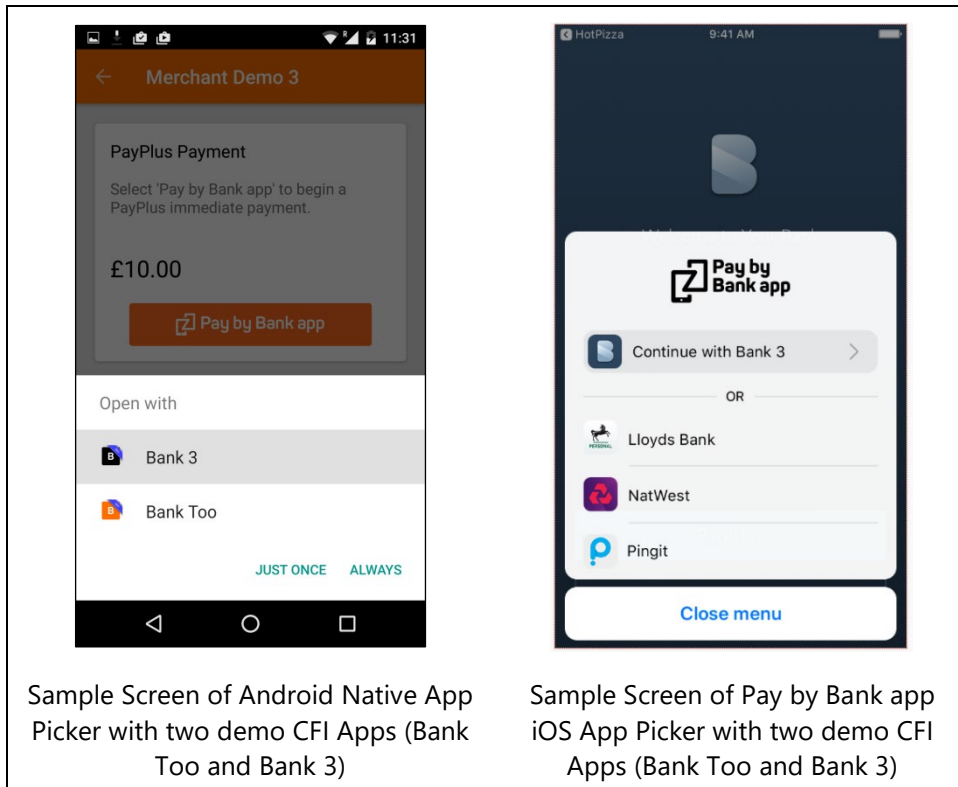 11:31
Merchant Demo 3
PayPlus Payment
Select 'Pay by Bank app' to begin a
PayPlus immediate payment.
£10.00
Pay by Bank app
Open with
B Bank 3
B Bank Too
JUST ONCE ALWAYS
Sample Screen of Android Native App
Picker with two demo CFI Apps (Bank
Too and Bank 3)
HotPizza 9:41 AM
Pay by
Bank app
Continue with Bank 3
OR
PERSONAL
Lloyds Bank
NatWest
Pingit
Close menu
Sample Screen of Pay by Bank app
iOS App Picker with two demo CFI
Apps (Bank Too and Bank 3)